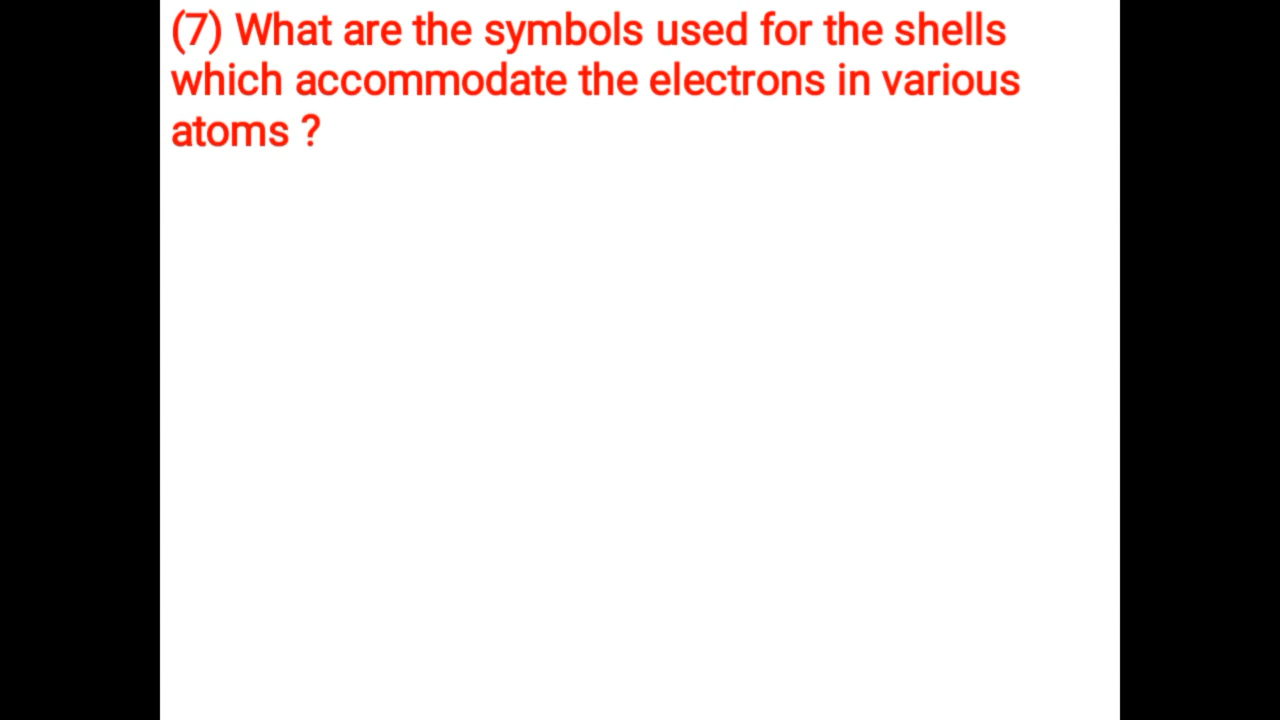 (7) What are the symbols used for the shells
which accommodate the electrons in various
atoms ?